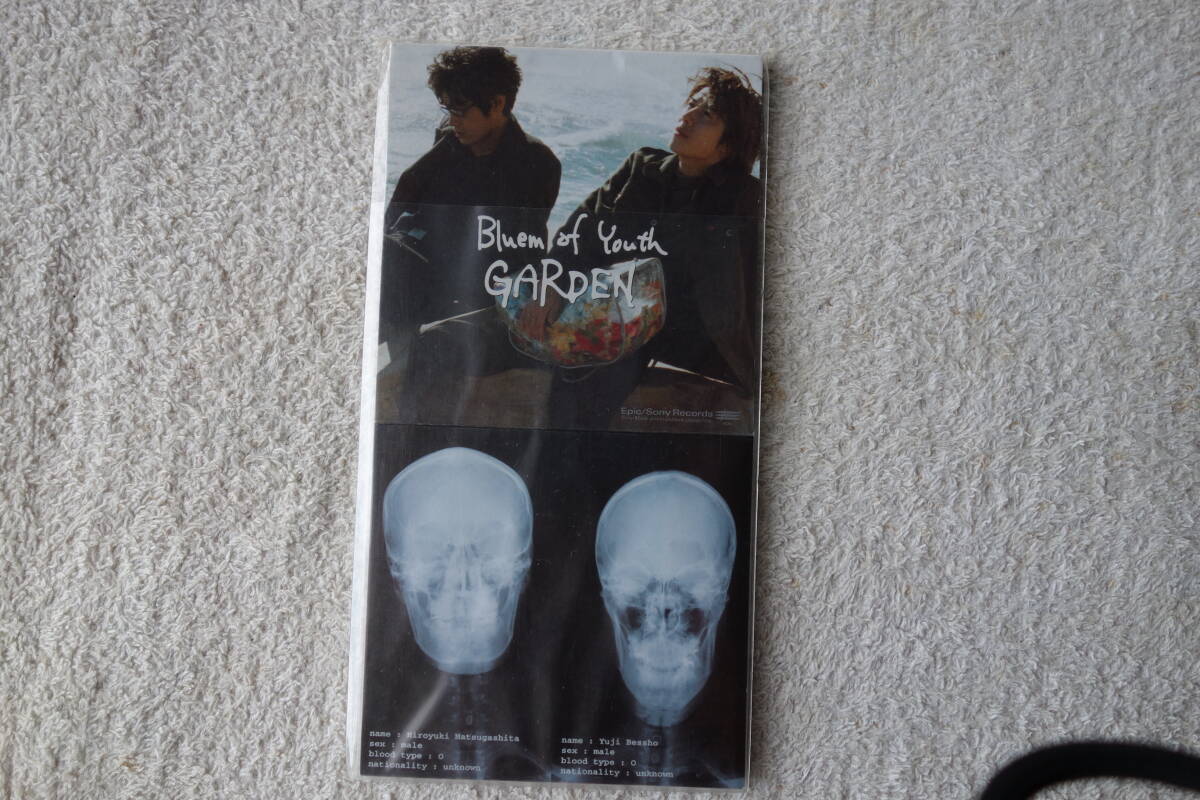 Bluem of Youth
GARDEN
Epic/Sony Records
name : Hiroyuki Matsugashita
sex : male
blood type : O
nationality : unknown
name : Yuji Bessho
sex : male
blood type : O
nationality : unknown